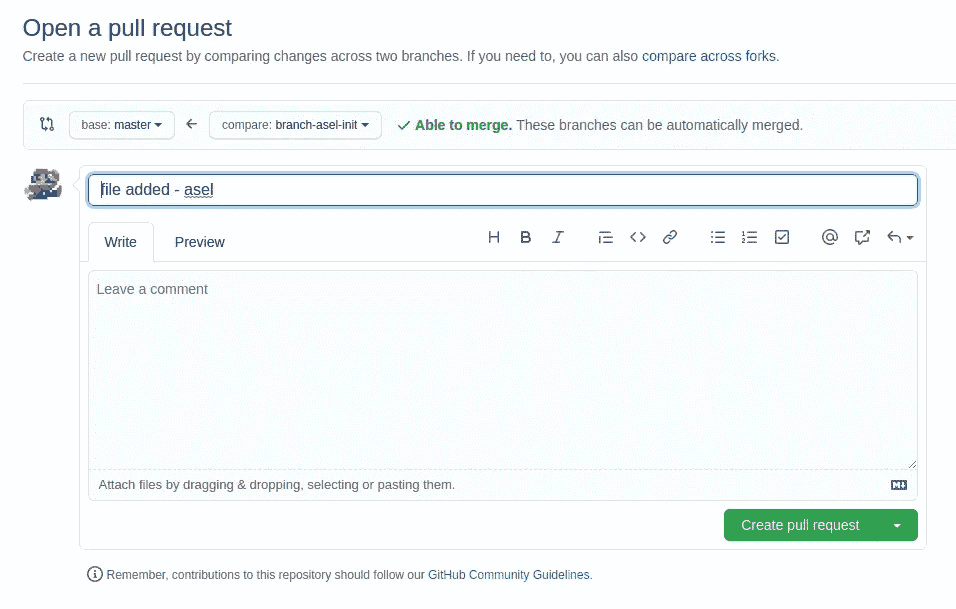 Open a pull request
Create a new pull request by comparing changes across two branches. If you need to, you can also compare across forks.
base: master compare: branch-asel-init Able to merge. These branches can be automatically merged.
file added - asel
Write Preview H B I
Leave a comment
Attach files by dragging & dropping, selecting or pasting them.
Create pull request
Remember, contributions to this repository should follow our GitHub Community Guidelines.